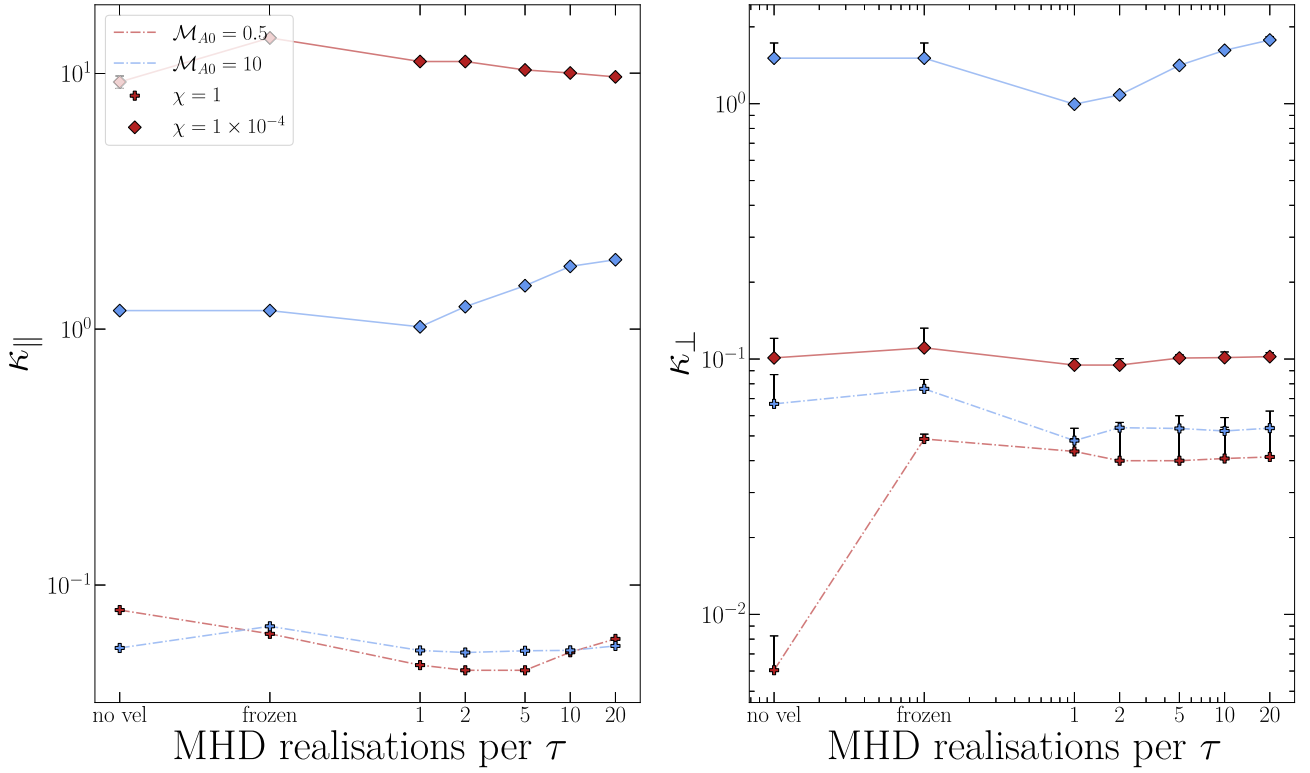 10¹
10⁰
10⁻¹
κ∥
ℳ_A0 = 0.5
ℳ_A0 = 10
χ = 1
χ = 1 × 10⁻⁴
no vel frozen 1 2 5 10 20
MHD realisations per τ
10⁰
10⁻¹
10⁻²
κ⊥
no vel frozen 1 2 5 10 20
MHD realisations per τ